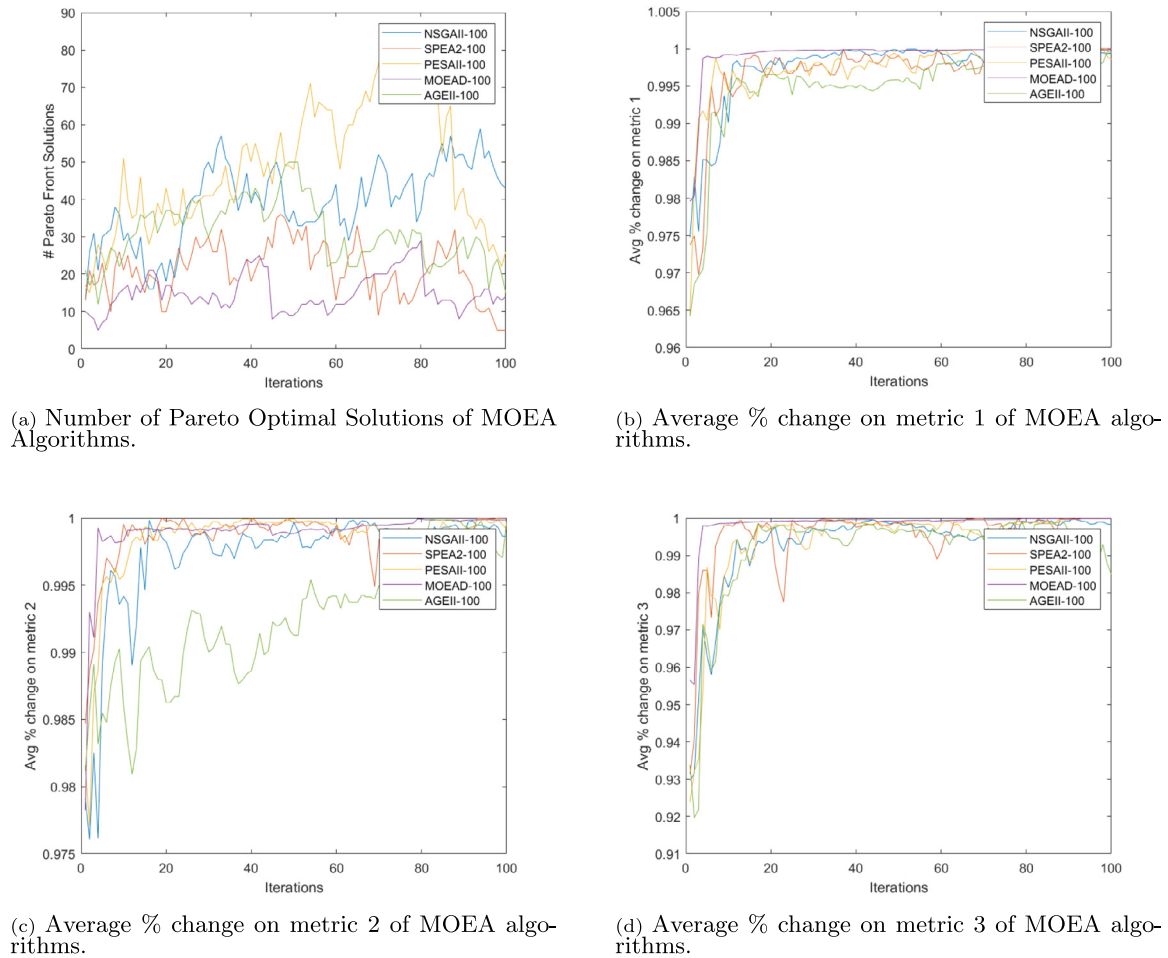 90
80
70
60
50
40
30
20
10
0
# Pareto Front Solutions
NSGAII-100
SPEA2-100
PESAII-100
MOEAD-100
AGEII-100
0 20 40 60 80 100
Iterations
(a) Number of Pareto Optimal Solutions of MOEA
Algorithms.
1.005
1
0.995
0.99
0.985
0.98
0.975
0.97
0.965
0.96
Avg % change on metric 1
NSGAII-100
SPEA2-100
PESAII-100
MOEAD-100
AGEII-100
0 20 40 60 80 100
Iterations
(b) Average % change on metric 1 of MOEA algo-
rithms.
1
0.995
0.99
0.985
0.98
0.975
Avg % change on metric 2
NSGAII-100
SPEA2-100
PESAII-100
MOEAD-100
AGEII-100
0 20 40 60 80 100
Iterations
(c) Average % change on metric 2 of MOEA algo-
rithms.
1
0.99
0.98
0.97
0.96
0.95
0.94
0.93
0.92
0.91
Avg % change on metric 3
NSGAII-100
SPEA2-100
PESAII-100
MOEAD-100
AGEII-100
0 20 40 60 80 100
Iterations
(d) Average % change on metric 3 of MOEA algo-
rithms.